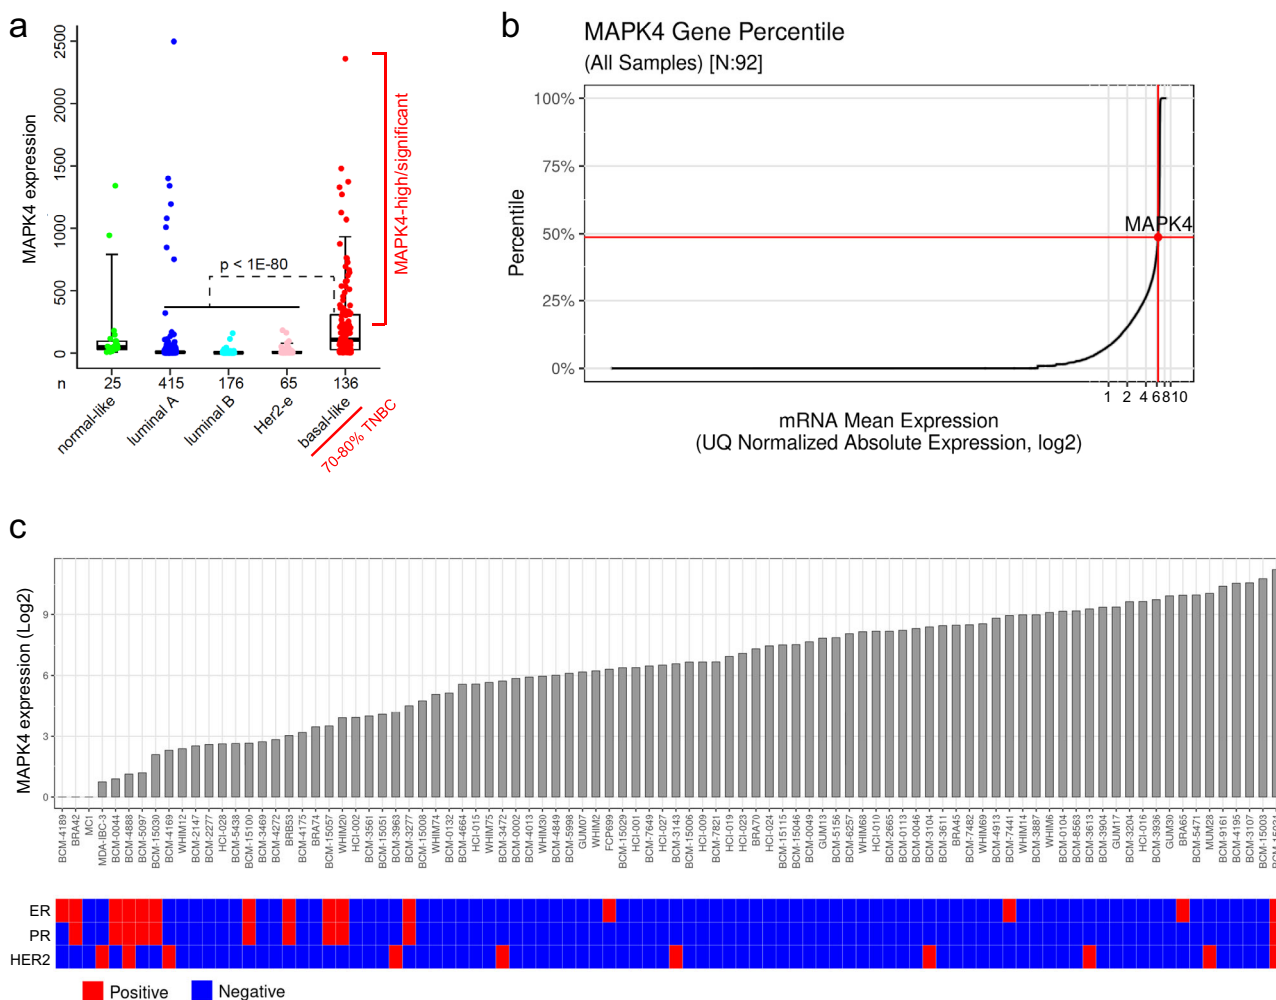 a
MAPK4 expression
2500
2000
1500
1000
500
0
p < 1E-80
MAPK4-high/significant
n 25 415 176 65 136
normal-like luminal A luminal B Her2-e basal-like
70-80% TNBC
b
MAPK4 Gene Percentile
(All Samples) [N:92]
Percentile
100%
75%
50%
25%
0%
MAPK4
1 2 4 6 8 10
mRNA Mean Expression
(UQ Normalized Absolute Expression, log2)
c
MAPK4 expression (Log2)
9
6
3
0
BCM-4189 BRA42 MC1 MDA-IBC-3 BCM-0044 BCM-4888 BCM-5097 BCM-15030 BCM-4169 WHIM12 BCM-2147 BCM-2277 HCI-028 BCM-5438 BCM-15100 BCM-3469 BCM-4272 BRB53 BCM-4175 BRA74 BCM-15057 WHIM20 HCI-002 BCM-3561 BCM-15051 BCM-3963 BCM-3277 BCM-15008 WHIM74 BCM-0132 BCM-4664 HCI-015 WHIM75 BCM-3472 BCM-0002 BCM-4013 WHIM30 BCM-4849 BCM-5998 GUM07 WHIM2 FCP699 BCM-15029 HCI-001 BCM-7649 HCI-027 BCM-3143 BCM-15006 HCI-009 BCM-7821 HCI-019 HCI-023 BRA70 HCI-024 BCM-15115 BCM-15046 BCM-0049 GUM13 BCM-5156 BCM-6257 WHIM68 HCI-010 BCM-2665 BCM-0113 BCM-0046 BCM-3104 BCM-3611 BRA45 BCM-7482 WHIM69 BCM-4913 BCM-7441 WHIM14 BCM-3887 WHIM6 BCM-0104 BCM-8563 BCM-3613 BCM-3904 GUM17 BCM-3204 HCI-016 BCM-3936 GUM30 BRA65 BCM-5471 MUM28 BCM-9161 BCM-4195 BCM-3107 BCM-15003
ER
PR
HER2
Positive Negative